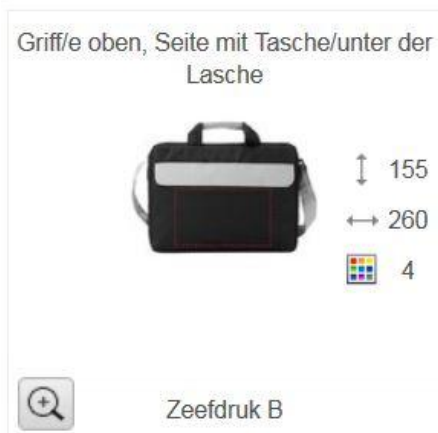 Griff/e oben, Seite mit Tasche/unter der
Lasche
155
260
4
Zeefdruk B